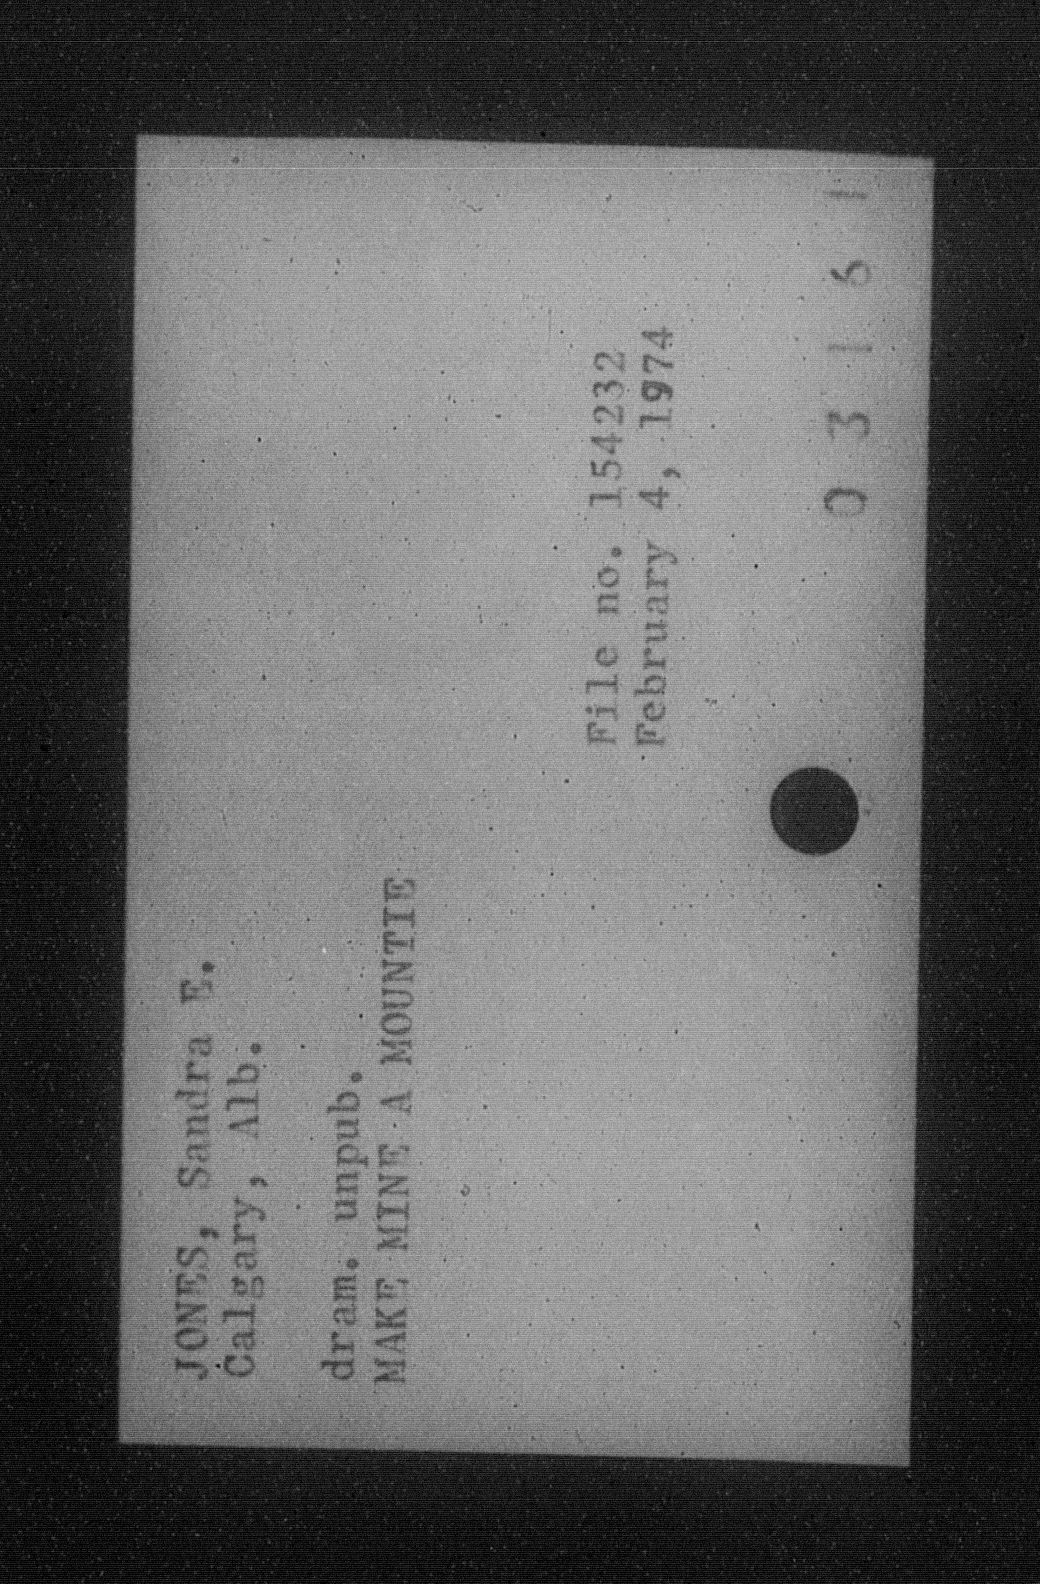 JONES, Sandra E.
Calgary, Alb.
dram. unpub.
MAKE MINE A MOUNTIE
File no. 154232
February 4, 1974
0 3 1 6 1